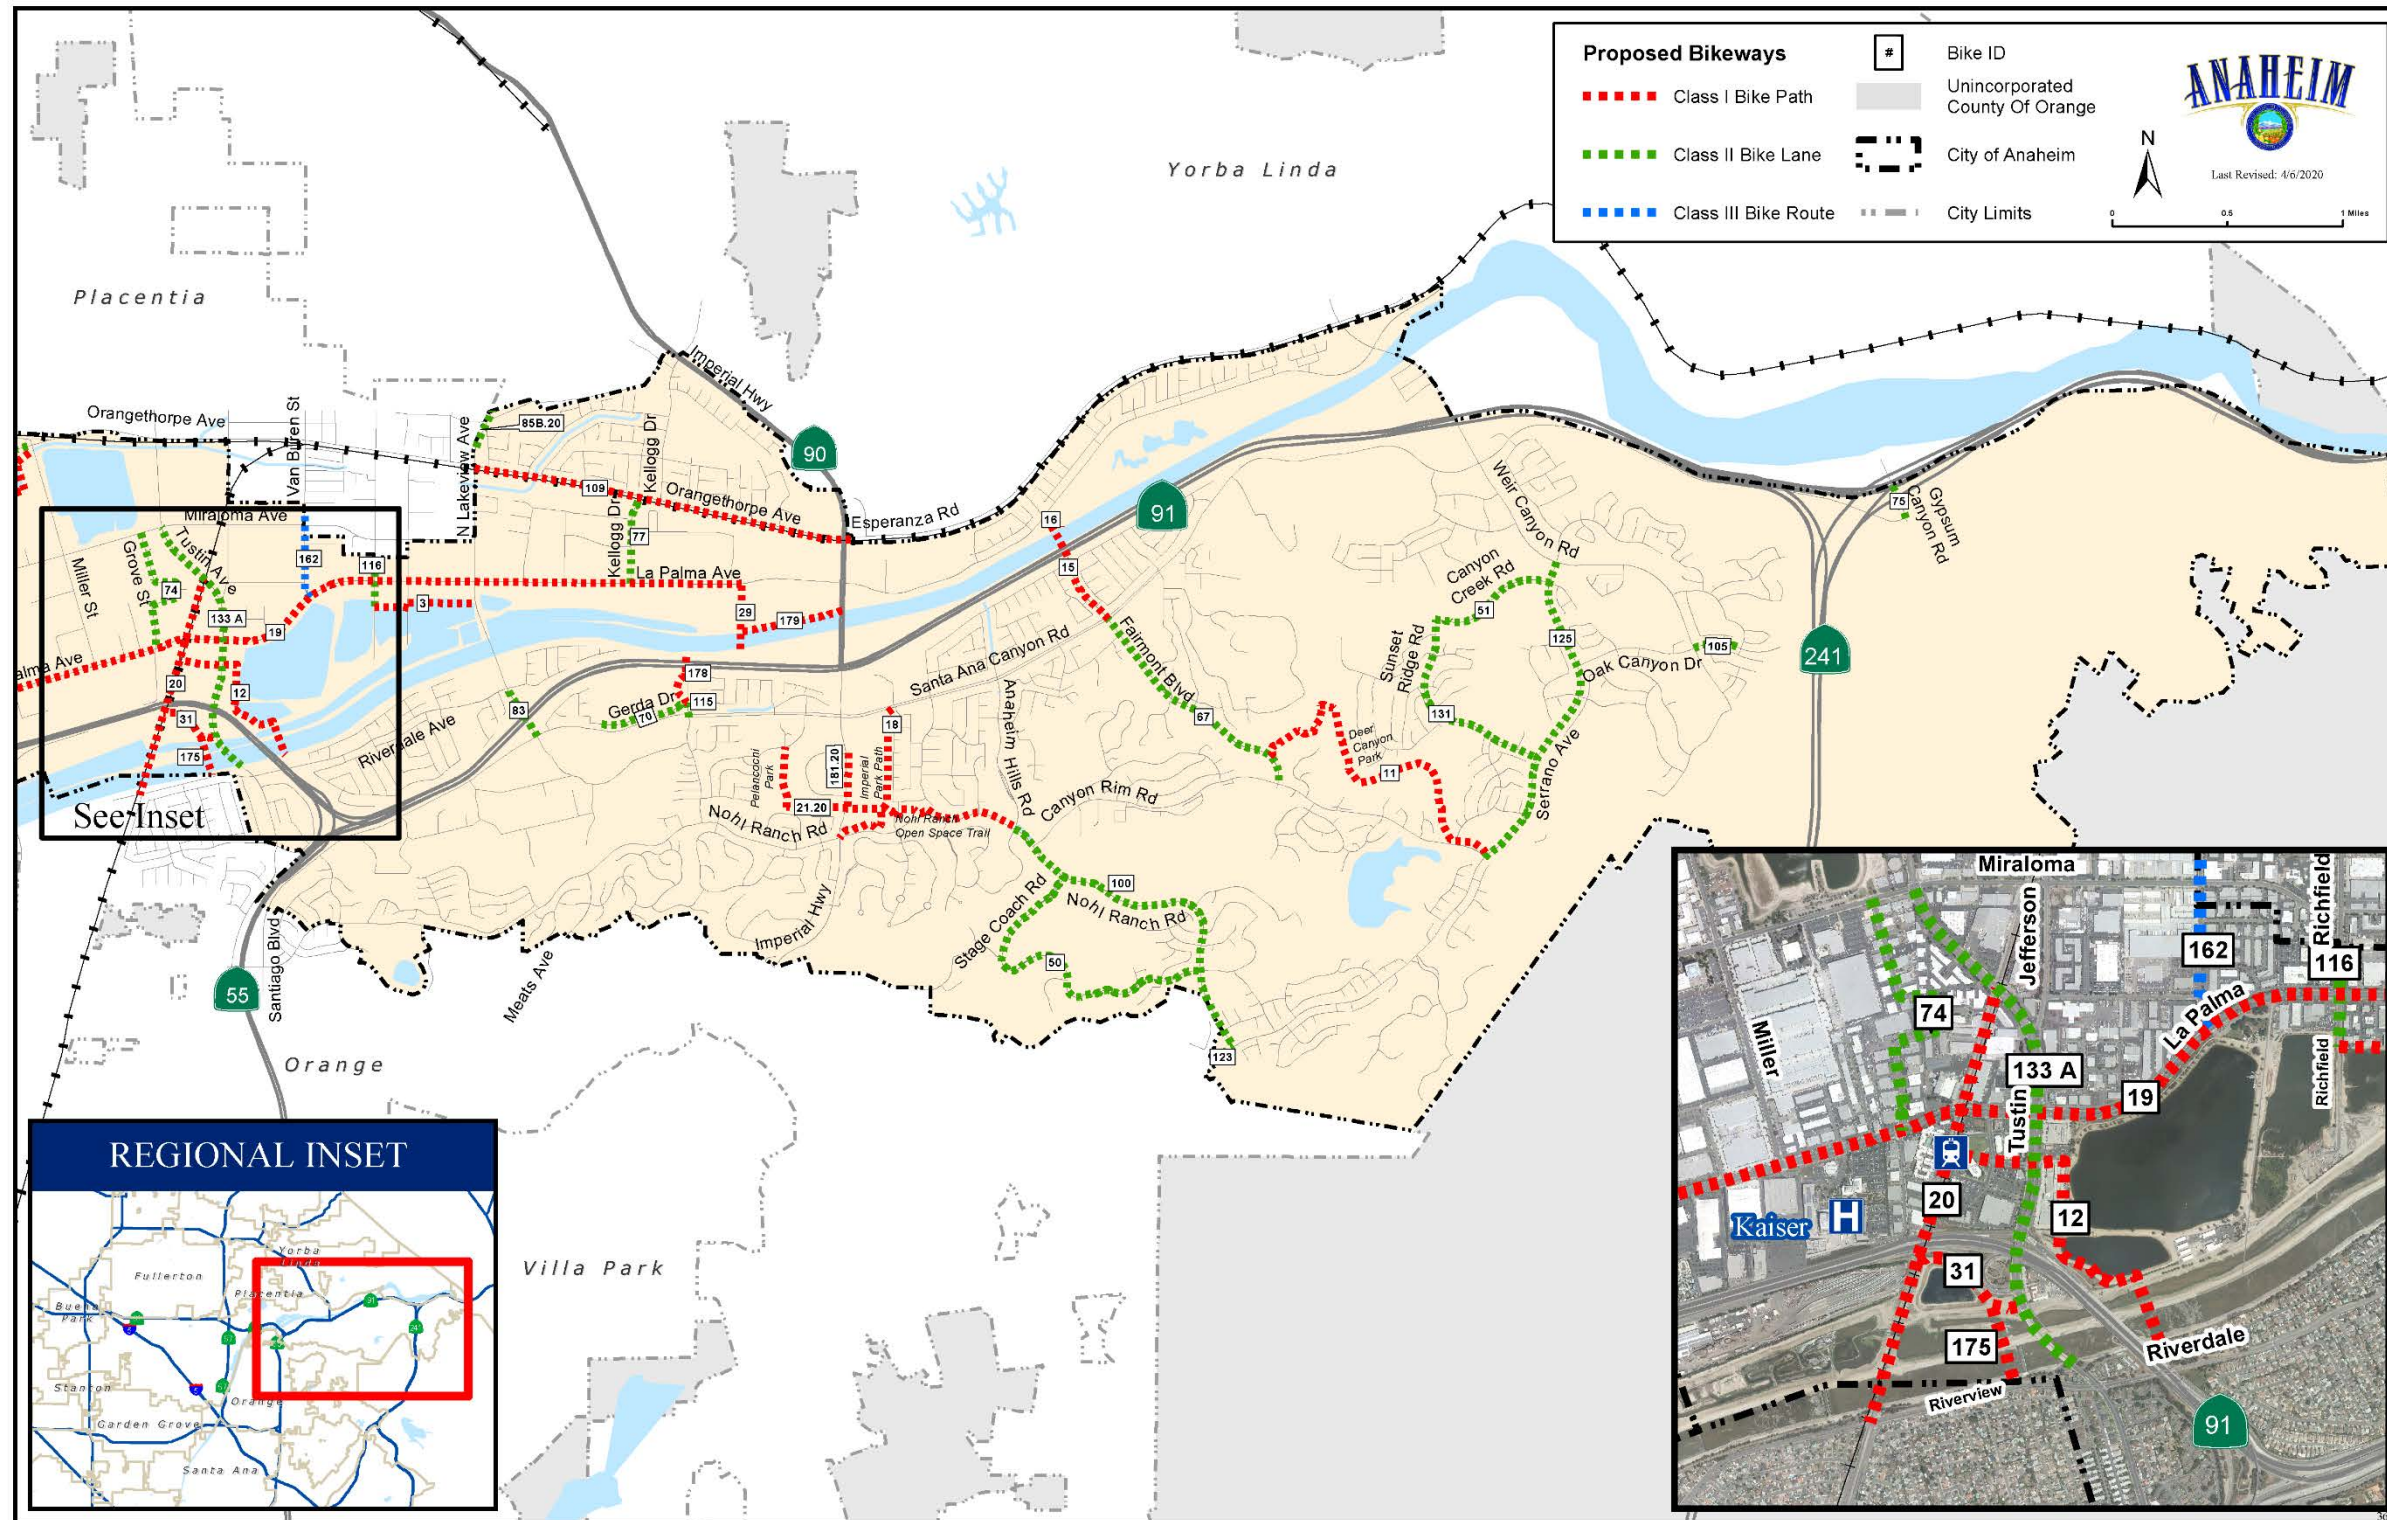 Proposed Bikeways
Class I Bike Path
Class II Bike Lane
Class III Bike Route
#
Bike ID
Unincorporated
County Of Orange
City of Anaheim
City Limits
ANAHEIM
N
Last Revised: 4/6/2020
0
0.5
1 Miles
Yorba Linda
Placentia
Orangethorpe Ave
Van Buren St
N Lakeview Ave
85B.20
Imperial Hwy
90
Kellogg Dr
109
Orangethorpe Ave
Esperanza Rd
Miraloma Ave
Kellogg Dr
77
La Palma Ave
16
91
15
Weir Canyon Rd
75
Gypsum
Canyon Rd
Miller St
Grove St
Tustin Ave
74
162
116
133 A
19
3
29
179
Canyon
Creek Rd
51
125
105
Oak Canyon Dr
241
alma Ave
20
12
31
175
178
115
Gerda Dr
70
83
Riverdale Ave
Santa Ana Canyon Rd
Fairmont Blvd
67
Sunset
Ridge Rd
131
Deer
Canyon
Park
11
Serrano Ave
18
Anaheim Hills Rd
Pelanconi
Park
181.20
Imperial
Park Path
21.20
Nohl Ranch Rd
Nohl Ranch
Open Space Trail
Canyon Rim Rd
See Inset
100
Nohl Ranch Rd
Stage Coach Rd
50
123
Imperial Hwy
Meats Ave
Santiago Blvd
55
Orange
Villa Park
REGIONAL INSET
Yorba
Linda
Fullerton
Placentia
Buena
Park
91
241
57
Stanton
Orange
Garden Grove
Santa Ana
Miraloma
Jefferson
Richfield
162
116
74
Miller
La Palma
133 A
Tustin
19
Richfield
20
12
Kaiser
H
31
175
Riverdale
Riverview
91